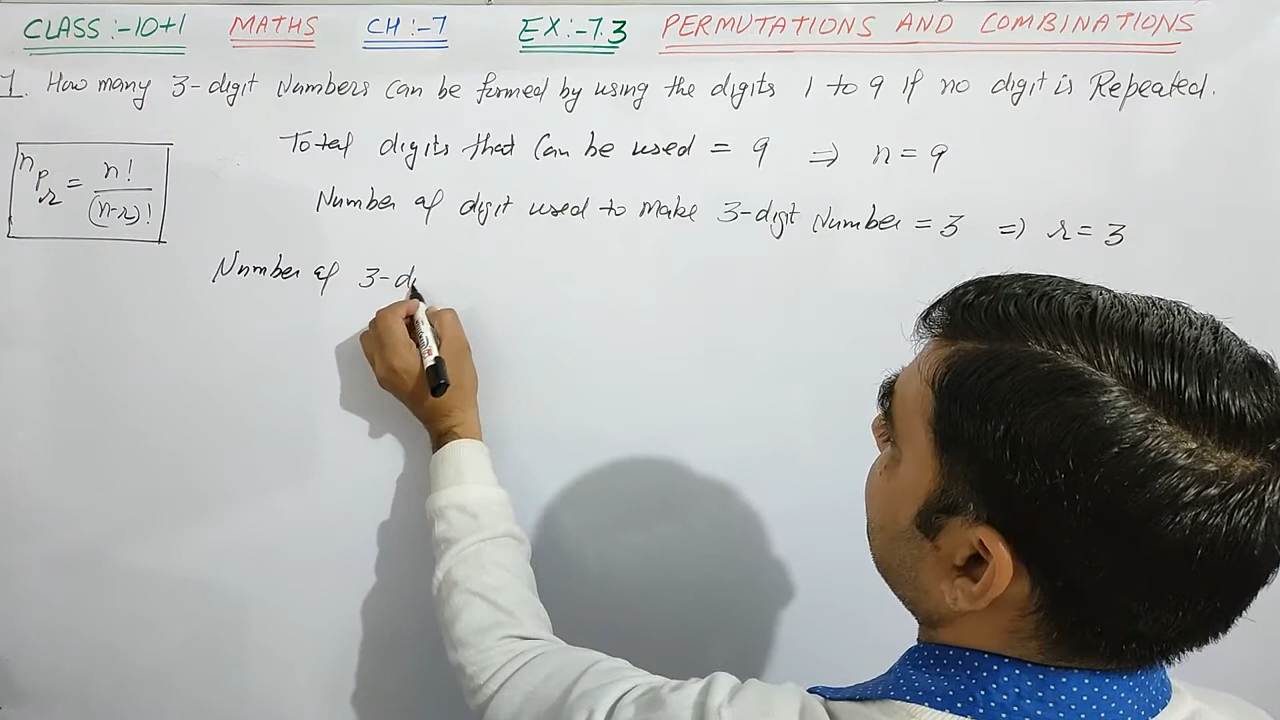 CLASS:-10+1 MATHS CH:-7 EX:-7.3 PERMUTATIONS AND COMBINATIONS
1. How many 3-digit Numbers can be formed by using the digits 1 to 9 if no digit is Repeated.
Total digits that can be used = 9 ⇒ n = 9
nPr = n!/(n-r)!
Number of digit used to make 3-digit Number = 3 ⇒ r = 3
Number of 3-di